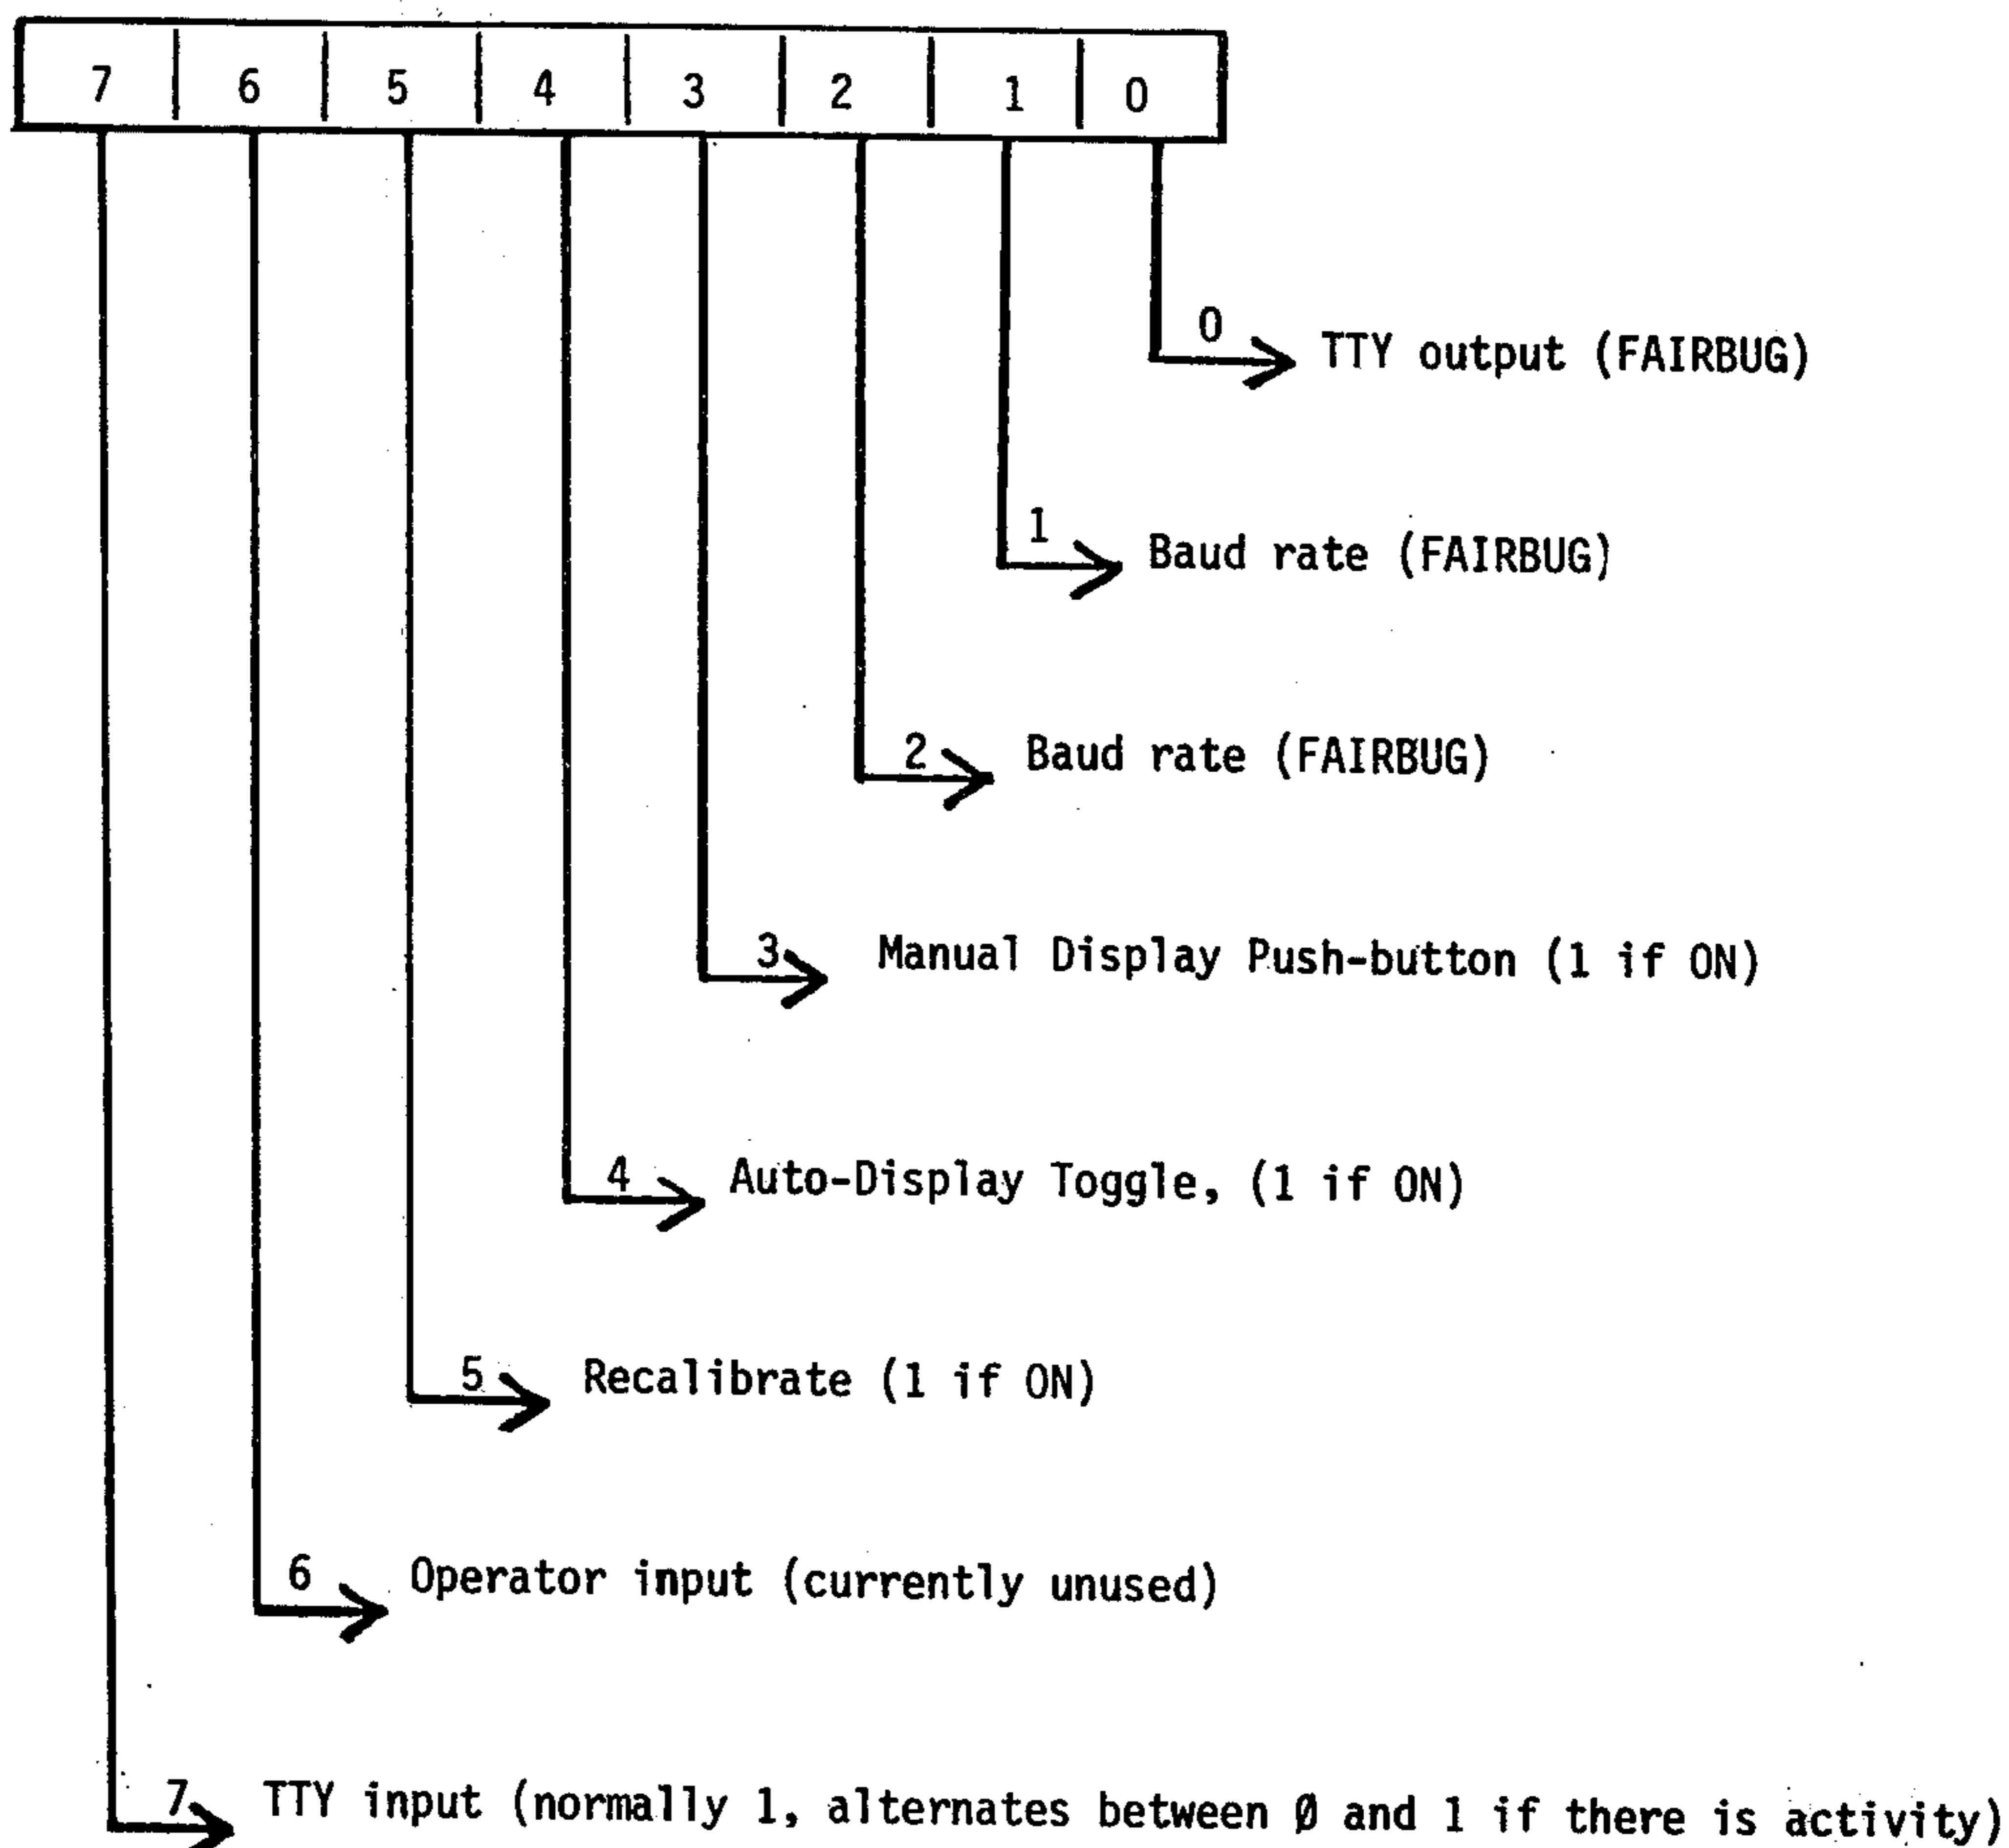 7 6 5 4 3 2 1 0
0 TTY output (FAIRBUG)
1 Baud rate (FAIRBUG)
2 Baud rate (FAIRBUG)
3 Manual Display Push-button (1 if ON)
4 Auto-Display Toggle, (1 if ON)
5 Recalibrate (1 if ON)
6 Operator input (currently unused)
7 TTY input (normally 1, alternates between Ø and 1 if there is activity)